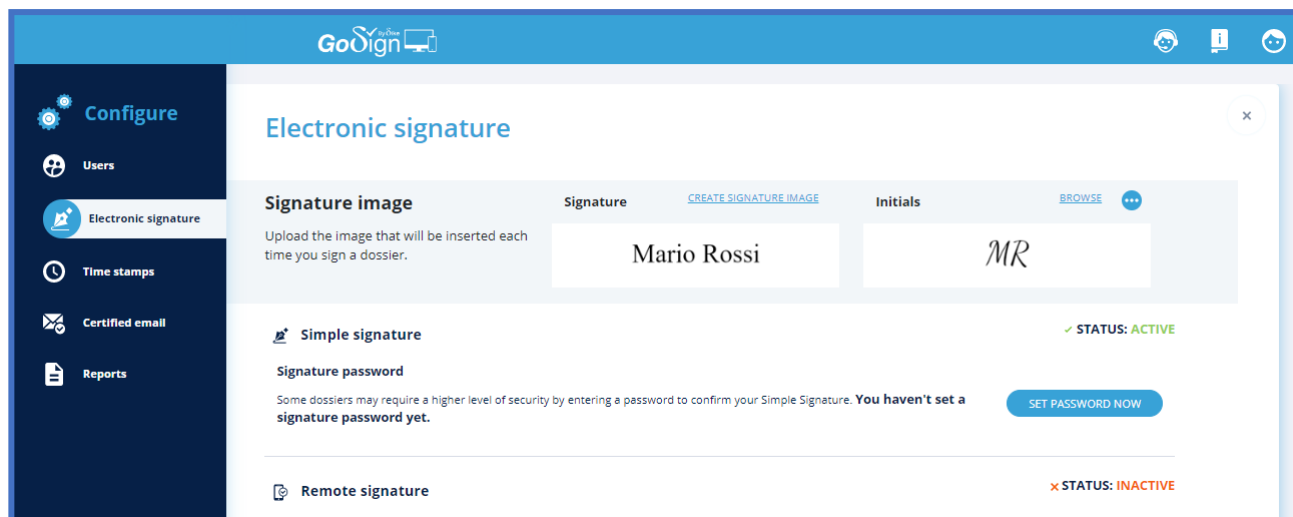 GoSign
Configure
Users
Electronic signature
Time stamps
Certified email
Reports
Electronic signature
Signature image
Upload the image that will be inserted each
time you sign a dossier.
Signature CREATE SIGNATURE IMAGE
Mario Rossi
Initials BROWSE
MR
Simple signature
✓ STATUS: ACTIVE
Signature password
Some dossiers may require a higher level of security by entering a password to confirm your Simple Signature. You haven't set a
signature password yet.
SET PASSWORD NOW
Remote signature
× STATUS: INACTIVE